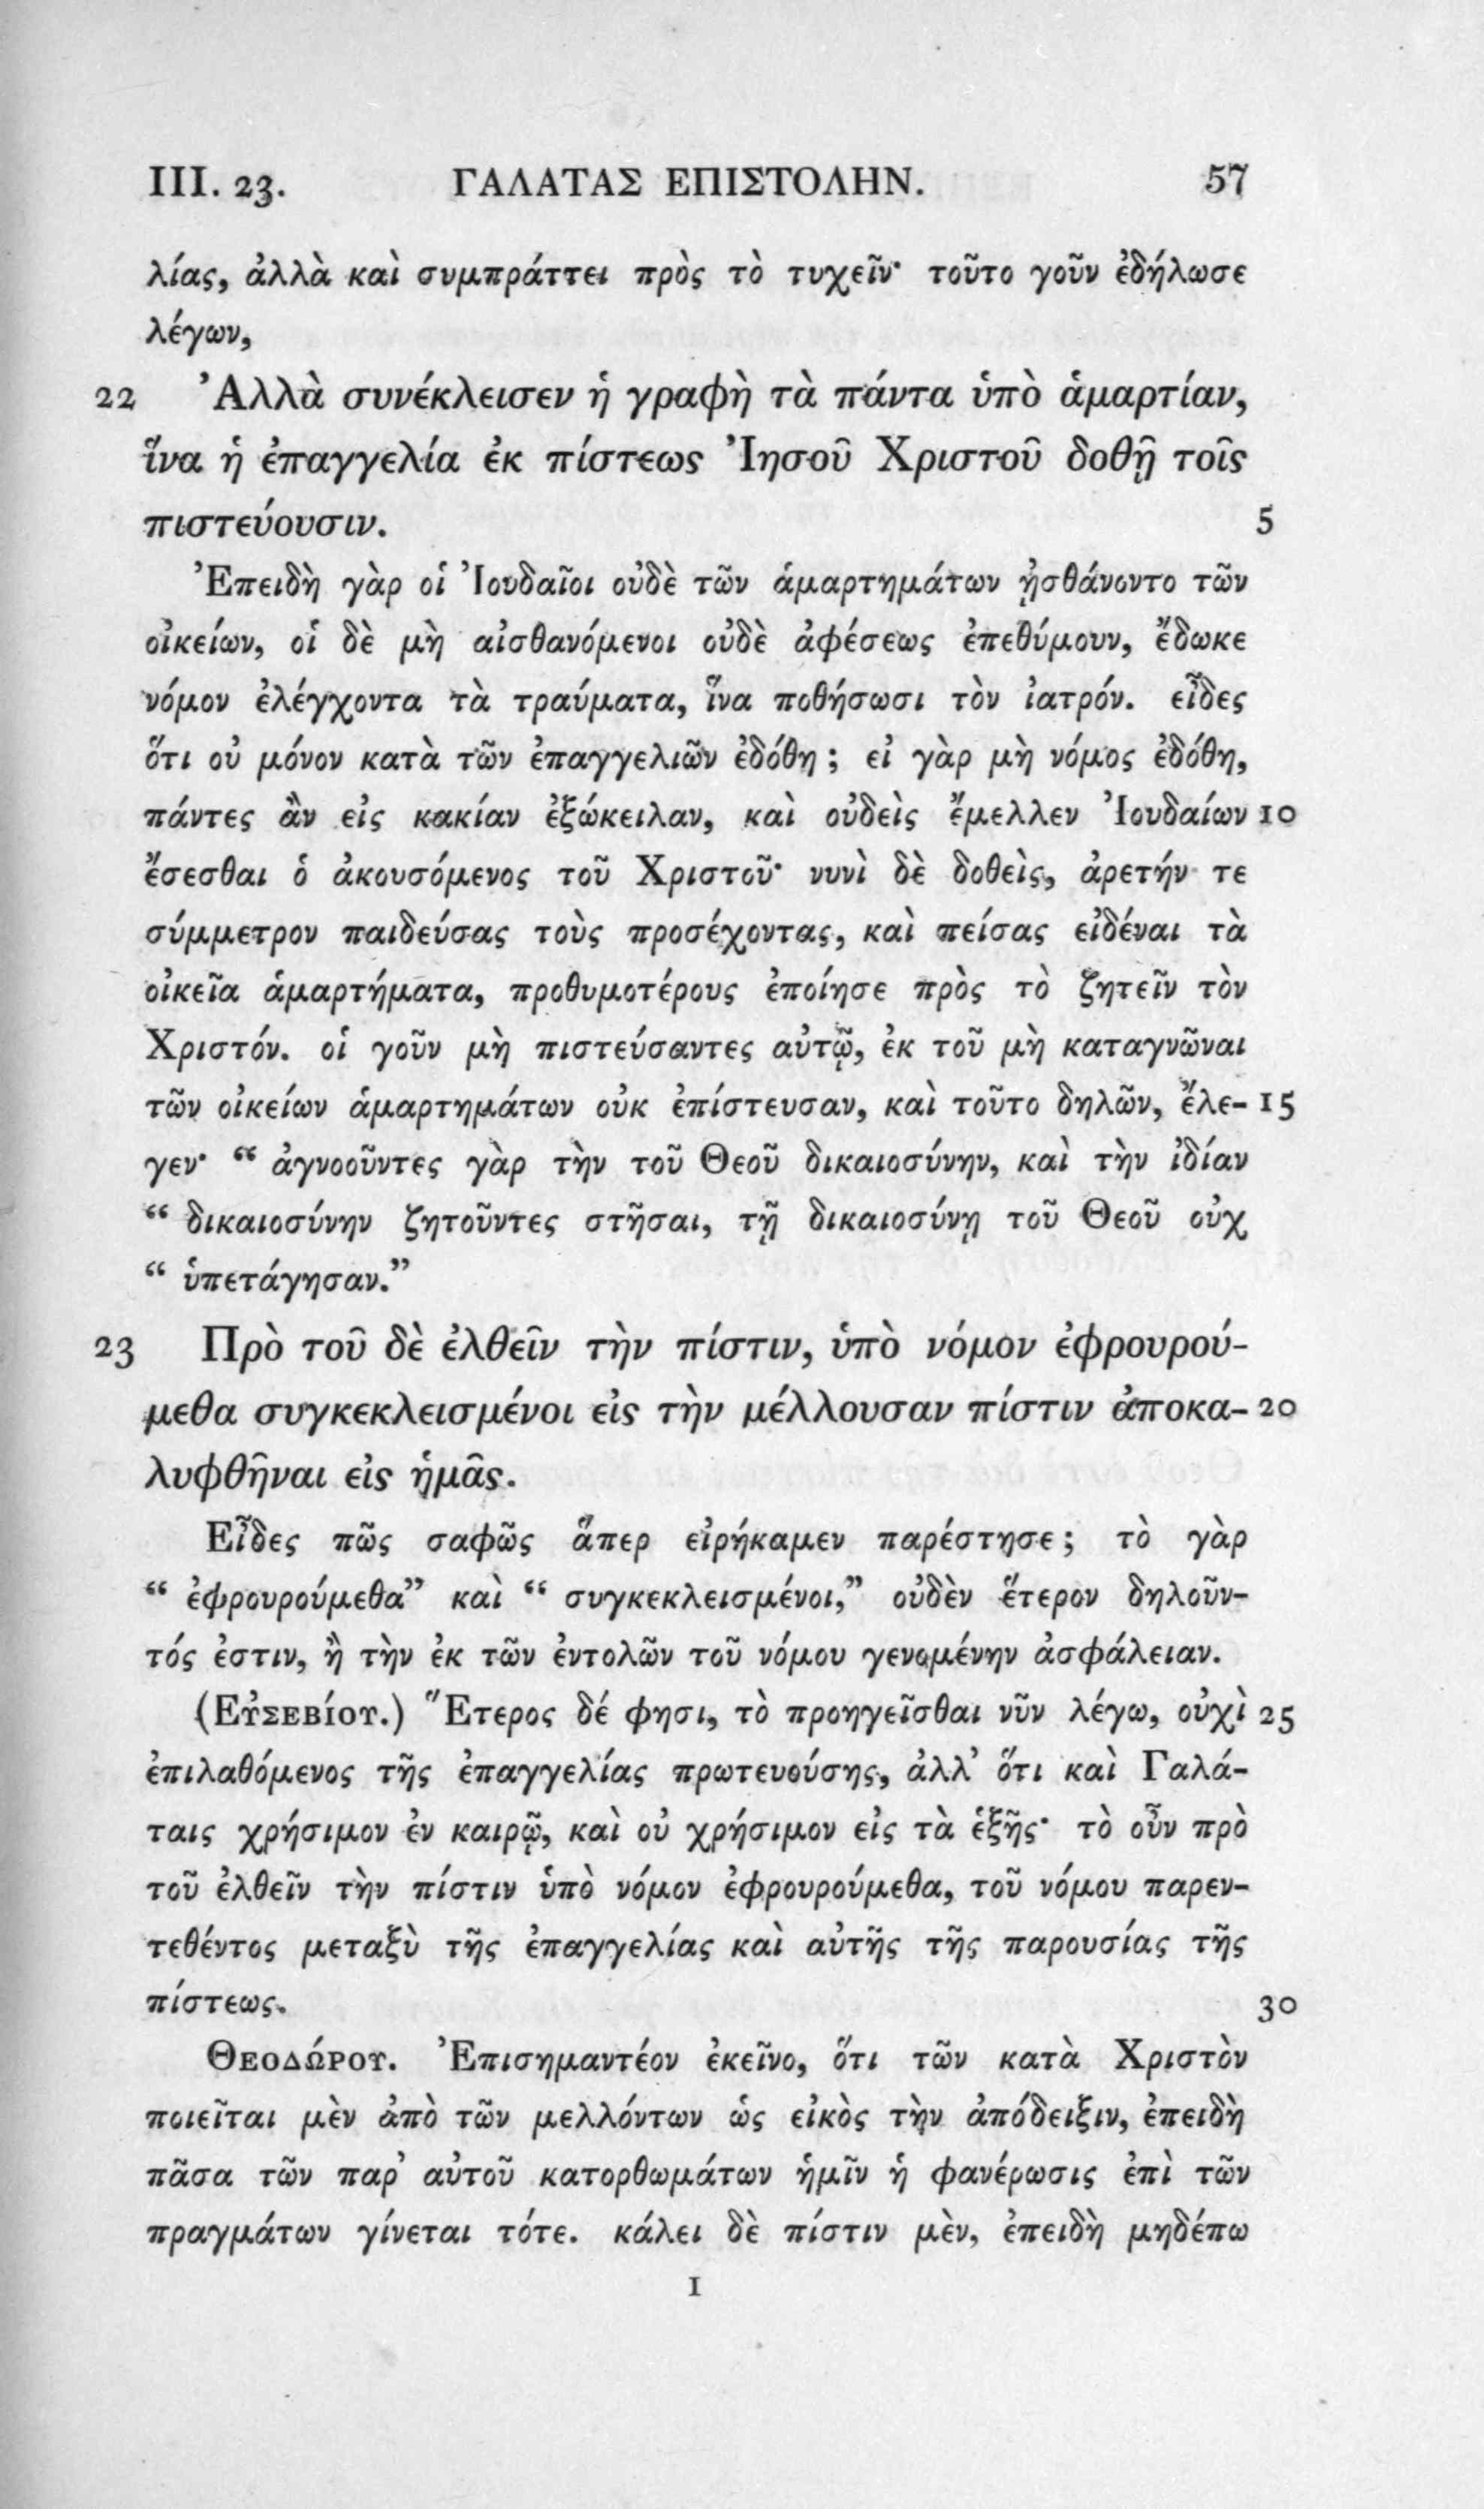 III. 23. ΓΑΛΑΤΑΣ ΕΠΙΣΤΟΛΗΝ. 57
λίας, ἀλλὰ καὶ συμπράττει πρὸς τὸ τυχεῖν· τοῦτο γοῦν ἐδήλωσε
λέγων,
22 Ἀλλὰ συνέκλεισεν ἡ γραφὴ τὰ πάντα ὑπὸ ἁμαρτίαν,
ἵνα ἡ ἐπαγγελία ἐκ πίστεως Ἰησοῦ Χριστοῦ δοθῇ τοῖς
πιστεύουσιν. 5
Ἐπειδὴ γὰρ οἱ Ἰουδαῖοι οὐδὲ τῶν ἁμαρτημάτων ᾐσθάνοντο τῶν
οἰκείων, οἱ δὲ μὴ αἰσθανόμενοι οὐδὲ ἀφέσεως ἐπεθύμουν, ἔδωκε
νόμον ἐλέγχοντα τὰ τραύματα, ἵνα ποθήσωσι τὸν ἰατρόν. εἶδες
ὅτι οὐ μόνον κατὰ τῶν ἐπαγγελιῶν ἐδόθη; εἰ γὰρ μὴ νόμος ἐδόθη,
πάντες ἂν εἰς κακίαν ἐξώκειλαν, καὶ οὐδεὶς ἔμελλεν Ἰουδαίων 10
ἔσεσθαι ὁ ἀκουσόμενος τοῦ Χριστοῦ· νυνὶ δὲ δοθεὶς, ἀρετήν τε
σύμμετρον παιδεύσας τοὺς προσέχοντας, καὶ πείσας εἰδέναι τὰ
οἰκεῖα ἁμαρτήματα, προθυμοτέρους ἐποίησε πρὸς τὸ ζητεῖν τὸν
Χριστόν. οἱ γοῦν μὴ πιστεύσαντες αὐτῷ, ἐκ τοῦ μὴ καταγνῶναι
τῶν οἰκείων ἁμαρτημάτων οὐκ ἐπίστευσαν, καὶ τοῦτο δηλῶν, ἔλε- 15
γεν· “ ἀγνοοῦντες γὰρ τὴν τοῦ Θεοῦ δικαιοσύνην, καὶ τὴν ἰδίαν
“ δικαιοσύνην ζητοῦντες στῆσαι, τῇ δικαιοσύνῃ τοῦ Θεοῦ οὐχ
“ ὑπετάγησαν.”
23 Πρὸ τοῦ δὲ ἐλθεῖν τὴν πίστιν, ὑπὸ νόμον ἐφρουρού-
μεθα συγκεκλεισμένοι εἰς τὴν μέλλουσαν πίστιν ἀποκα- 20
λυφθῆναι εἰς ἡμᾶς.
Εἶδες πῶς σαφῶς ἅπερ εἰρήκαμεν παρέστησε; τὸ γὰρ
“ ἐφρουρούμεθα” καὶ “ συγκεκλεισμένοι,” οὐδὲν ἕτερον δηλοῦν-
τός ἐστιν, ἢ τὴν ἐκ τῶν ἐντολῶν τοῦ νόμου γενομένην ἀσφάλειαν.
(Εὐσεβίου.) Ἕτερος δέ φησι, τὸ προηγεῖσθαι νῦν λέγω, οὐχὶ 25
ἐπιλαθόμενος τῆς ἐπαγγελίας πρωτευούσης, ἀλλ’ ὅτι καὶ Γαλά-
ταις χρήσιμον ἐν καιρῷ, καὶ οὐ χρήσιμον εἰς τὰ ἑξῆς· τὸ οὖν πρὸ
τοῦ ἐλθεῖν τὴν πίστιν ὑπὸ νόμον ἐφρουρούμεθα, τοῦ νόμου παρεν-
τεθέντος μεταξὺ τῆς ἐπαγγελίας καὶ αὐτῆς τῆς παρουσίας τῆς
πίστεως. 30
Θεοδώρου. Ἐπισημαντέον ἐκεῖνο, ὅτι τῶν κατὰ Χριστὸν
ποιεῖται μὲν ἀπὸ τῶν μελλόντων ὡς εἰκὸς τὴν ἀπόδειξιν, ἐπειδὴ
πᾶσα τῶν παρ’ αὐτοῦ κατορθωμάτων ἡμῖν ἡ φανέρωσις ἐπὶ τῶν
πραγμάτων γίνεται τότε. κάλει δὲ πίστιν μὲν, ἐπειδὴ μηδέπω
I